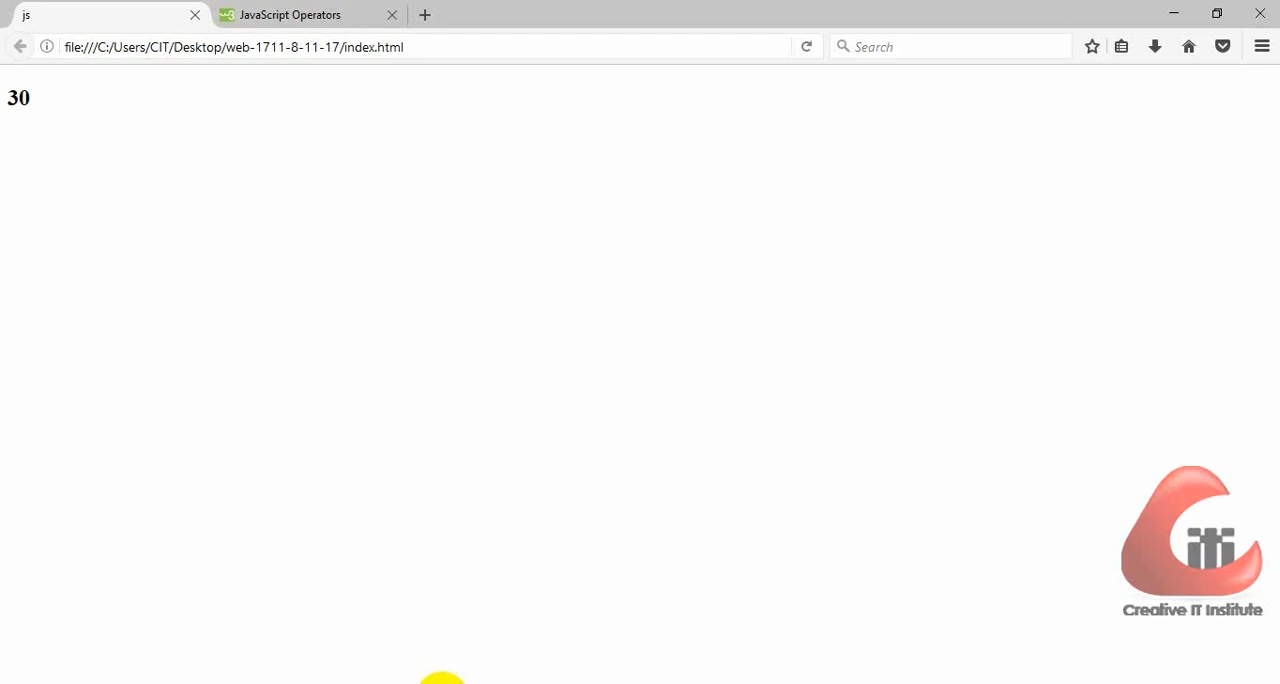 js
JavaScript Operators
file:///C:/Users/CIT/Desktop/web-1711-8-11-17/index.html
Search
30
Creative IT Institute